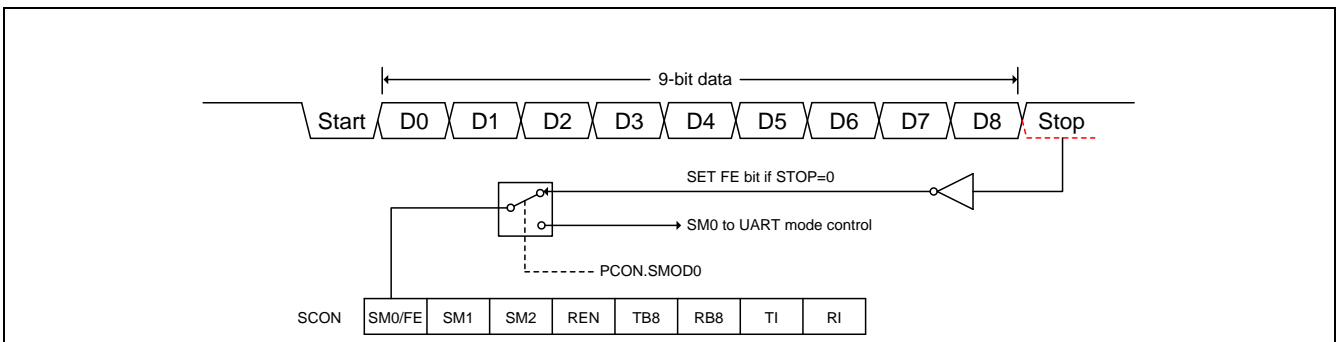 9-bit data
Start D0 D1 D2 D3 D4 D5 D6 D7 D8 Stop
SET FE bit if STOP=0
SM0 to UART mode control
PCON.SMOD0
SCON SM0/FE SM1 SM2 REN TB8 RB8 TI RI